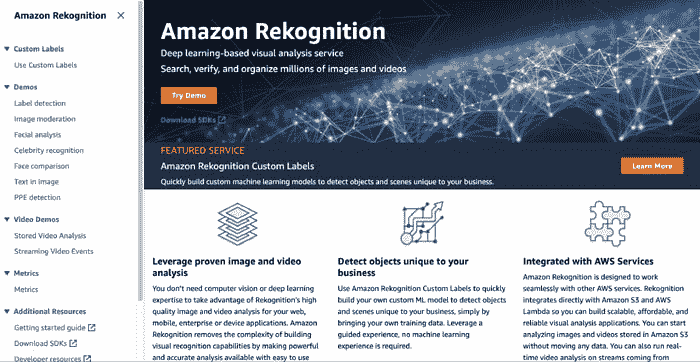 Amazon Rekognition
Custom Labels
Use Custom Labels
Demos
Label detection
Image moderation
Facial analysis
Celebrity recognition
Face comparison
Text in image
PPE detection
Video Demos
Stored Video Analysis
Streaming Video Events
Metrics
Metrics
Additional Resources
Getting started guide
Download SDKs
Developer resources
Amazon Rekognition
Deep learning-based visual analysis service
Search, verify, and organize millions of images and videos
Try Demo
Download SDKs
FEATURED SERVICE
Amazon Rekognition Custom Labels
Quickly build custom machine learning models to detect objects and scenes unique to your business.
Learn More
Leverage proven image and video
analysis
You don't need computer vision or deep learning
expertise to take advantage of Rekognition's high
quality image and video analysis for your web,
mobile, enterprise or device applications. Amazon
Rekognition removes the complexity of building
visual recognition capabilities by making powerful
and accurate analysis available with easy to use
Detect objects unique to your
business
Use Amazon Rekognition Custom Labels to quickly
build your own custom ML model to detect objects
and scenes unique to your business, simply by
bringing your own training data. Leverage a
guided experience, no machine learning
experience is required.
Integrated with AWS Services
Amazon Rekognition is designed to work
seamlessly with other AWS services. Rekognition
integrates directly with Amazon S3 and AWS
Lambda so you can build scalable, affordable, and
reliable visual analysis applications. You can start
analyzing images and videos stored in Amazon S3
without moving any data. You can also run real-
time video analysis on streams coming from